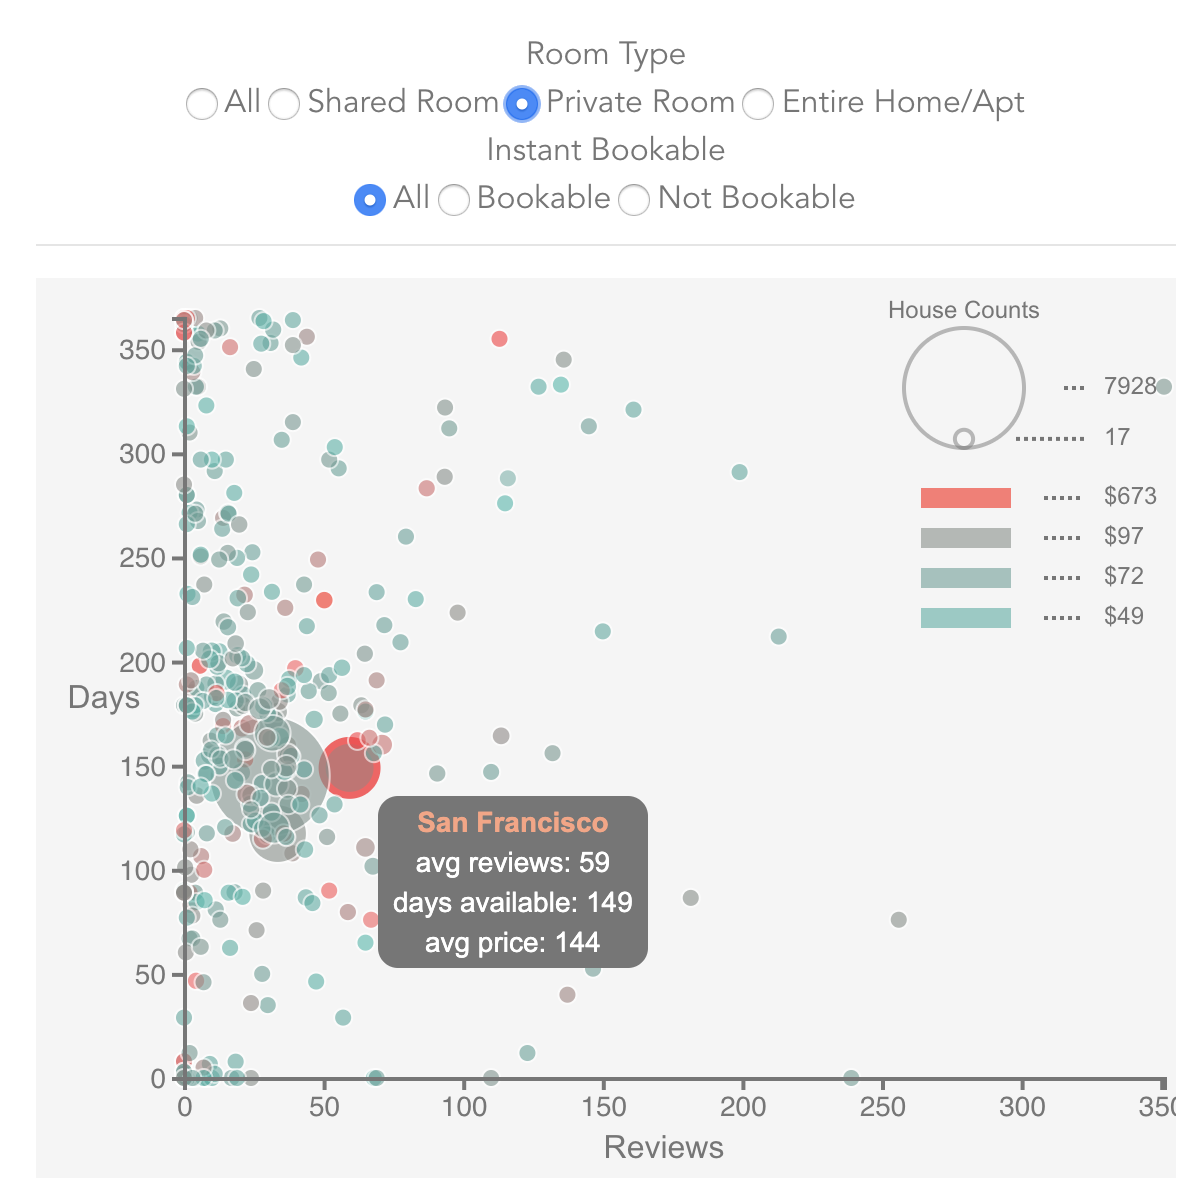 Room Type
All Shared Room Private Room Entire Home/Apt
Instant Bookable
All Bookable Not Bookable
House Counts
7928
17
$673
$97
$72
$49
350
300
250
200
150
100
50
0
Days
San Francisco
avg reviews: 59
days available: 149
avg price: 144
0 50 100 150 200 250 300 350
Reviews